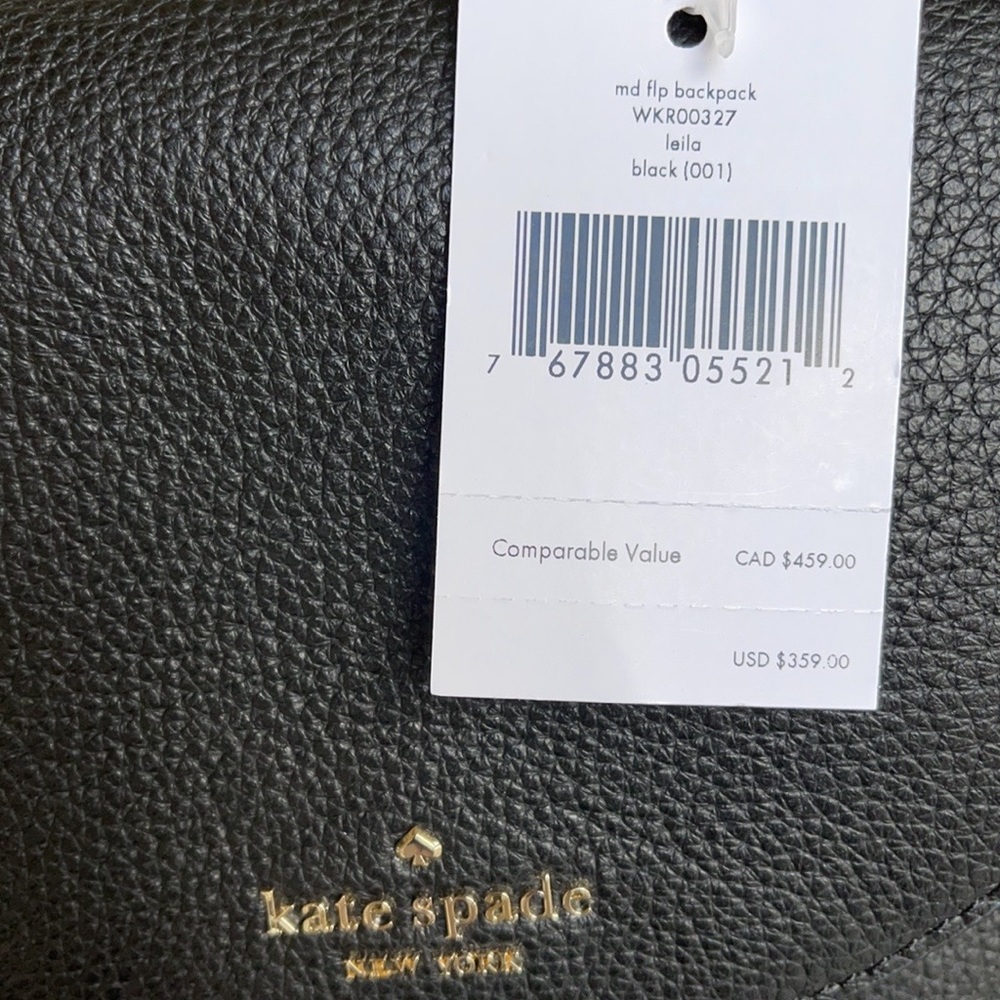 md flp backpack
WKR00327
leila
black (001)
7 67883 05521 2
Comparable Value CAD $459.00
USD $359.00
kate spade
NEW YORK